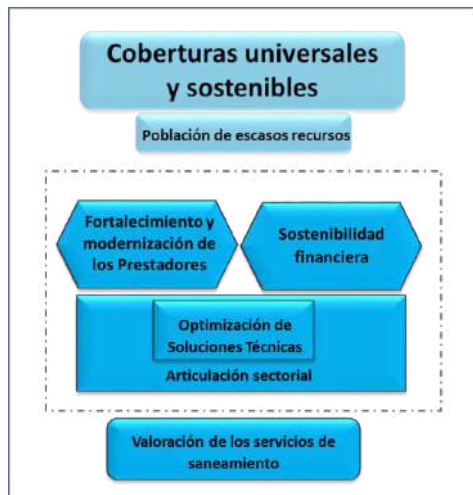 Coberturas universales
y sostenibles
Población de escasos recursos
Fortalecimiento y
modernización de
los Prestadores
Sostenibilidad
financiera
Optimización de
Soluciones Técnicas
Articulación sectorial
Valoración de los servicios de
saneamiento